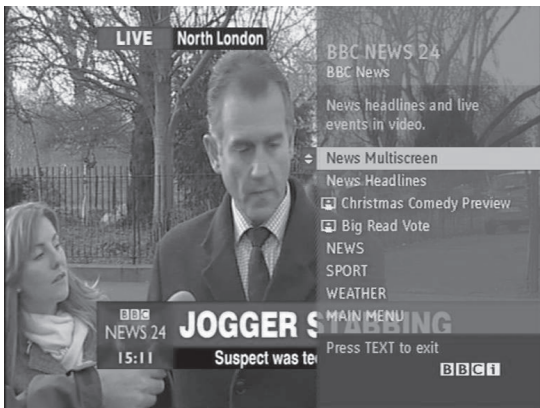 LIVE North London
BBC NEWS 24
BBC News
News headlines and live
events in video.
News Multiscreen
News Headlines
Christmas Comedy Preview
Big Read Vote
NEWS
SPORT
WEATHER
MAIN MENU
Press TEXT to exit
BBCi
BBC
NEWS 24
15:11
JOGGER STABBING
Suspect was